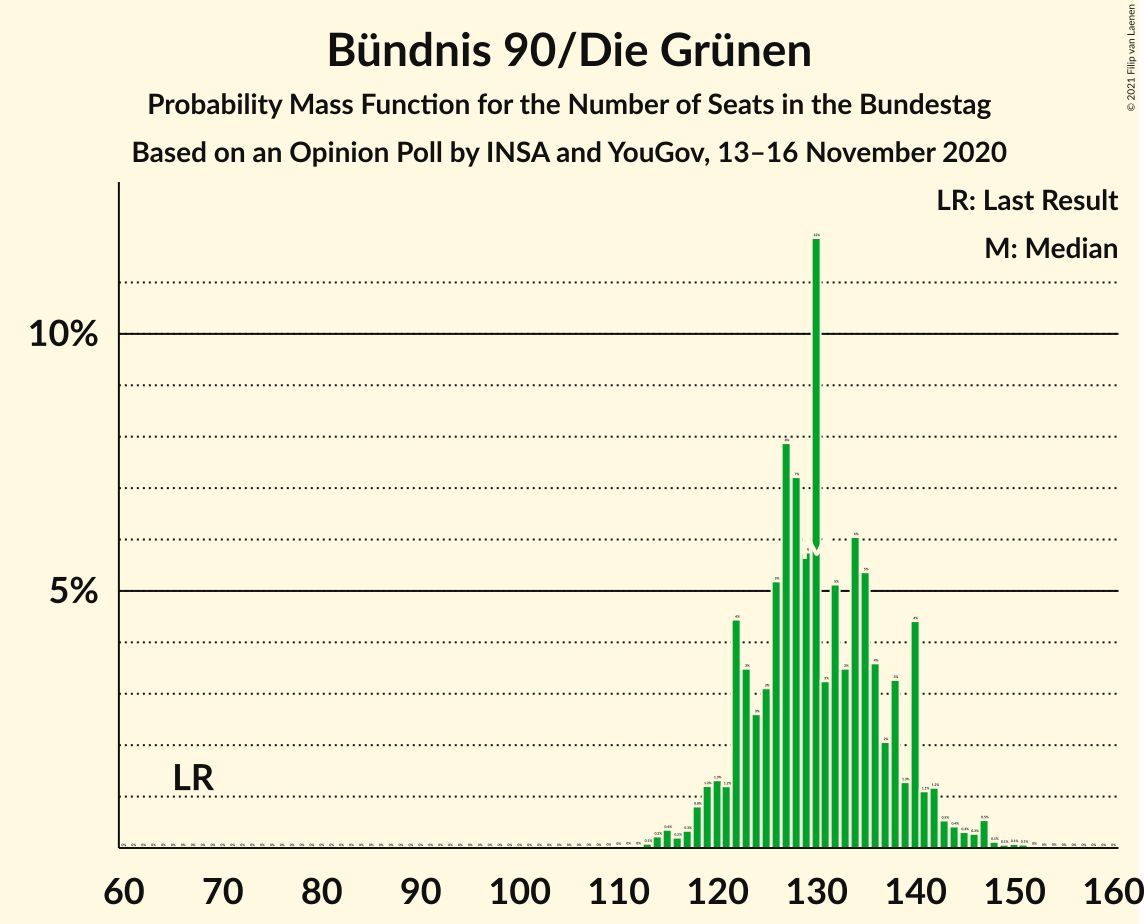 Bündnis 90/Die Grünen
Probability Mass Function for the Number of Seats in the Bundestag
Based on an Opinion Poll by INSA and YouGov, 13–16 November 2020
© 2021 Filip van Laenen
LR: Last Result
M: Median
10%
5%
LR
60 70 80 90 100 110 120 130 140 150 160